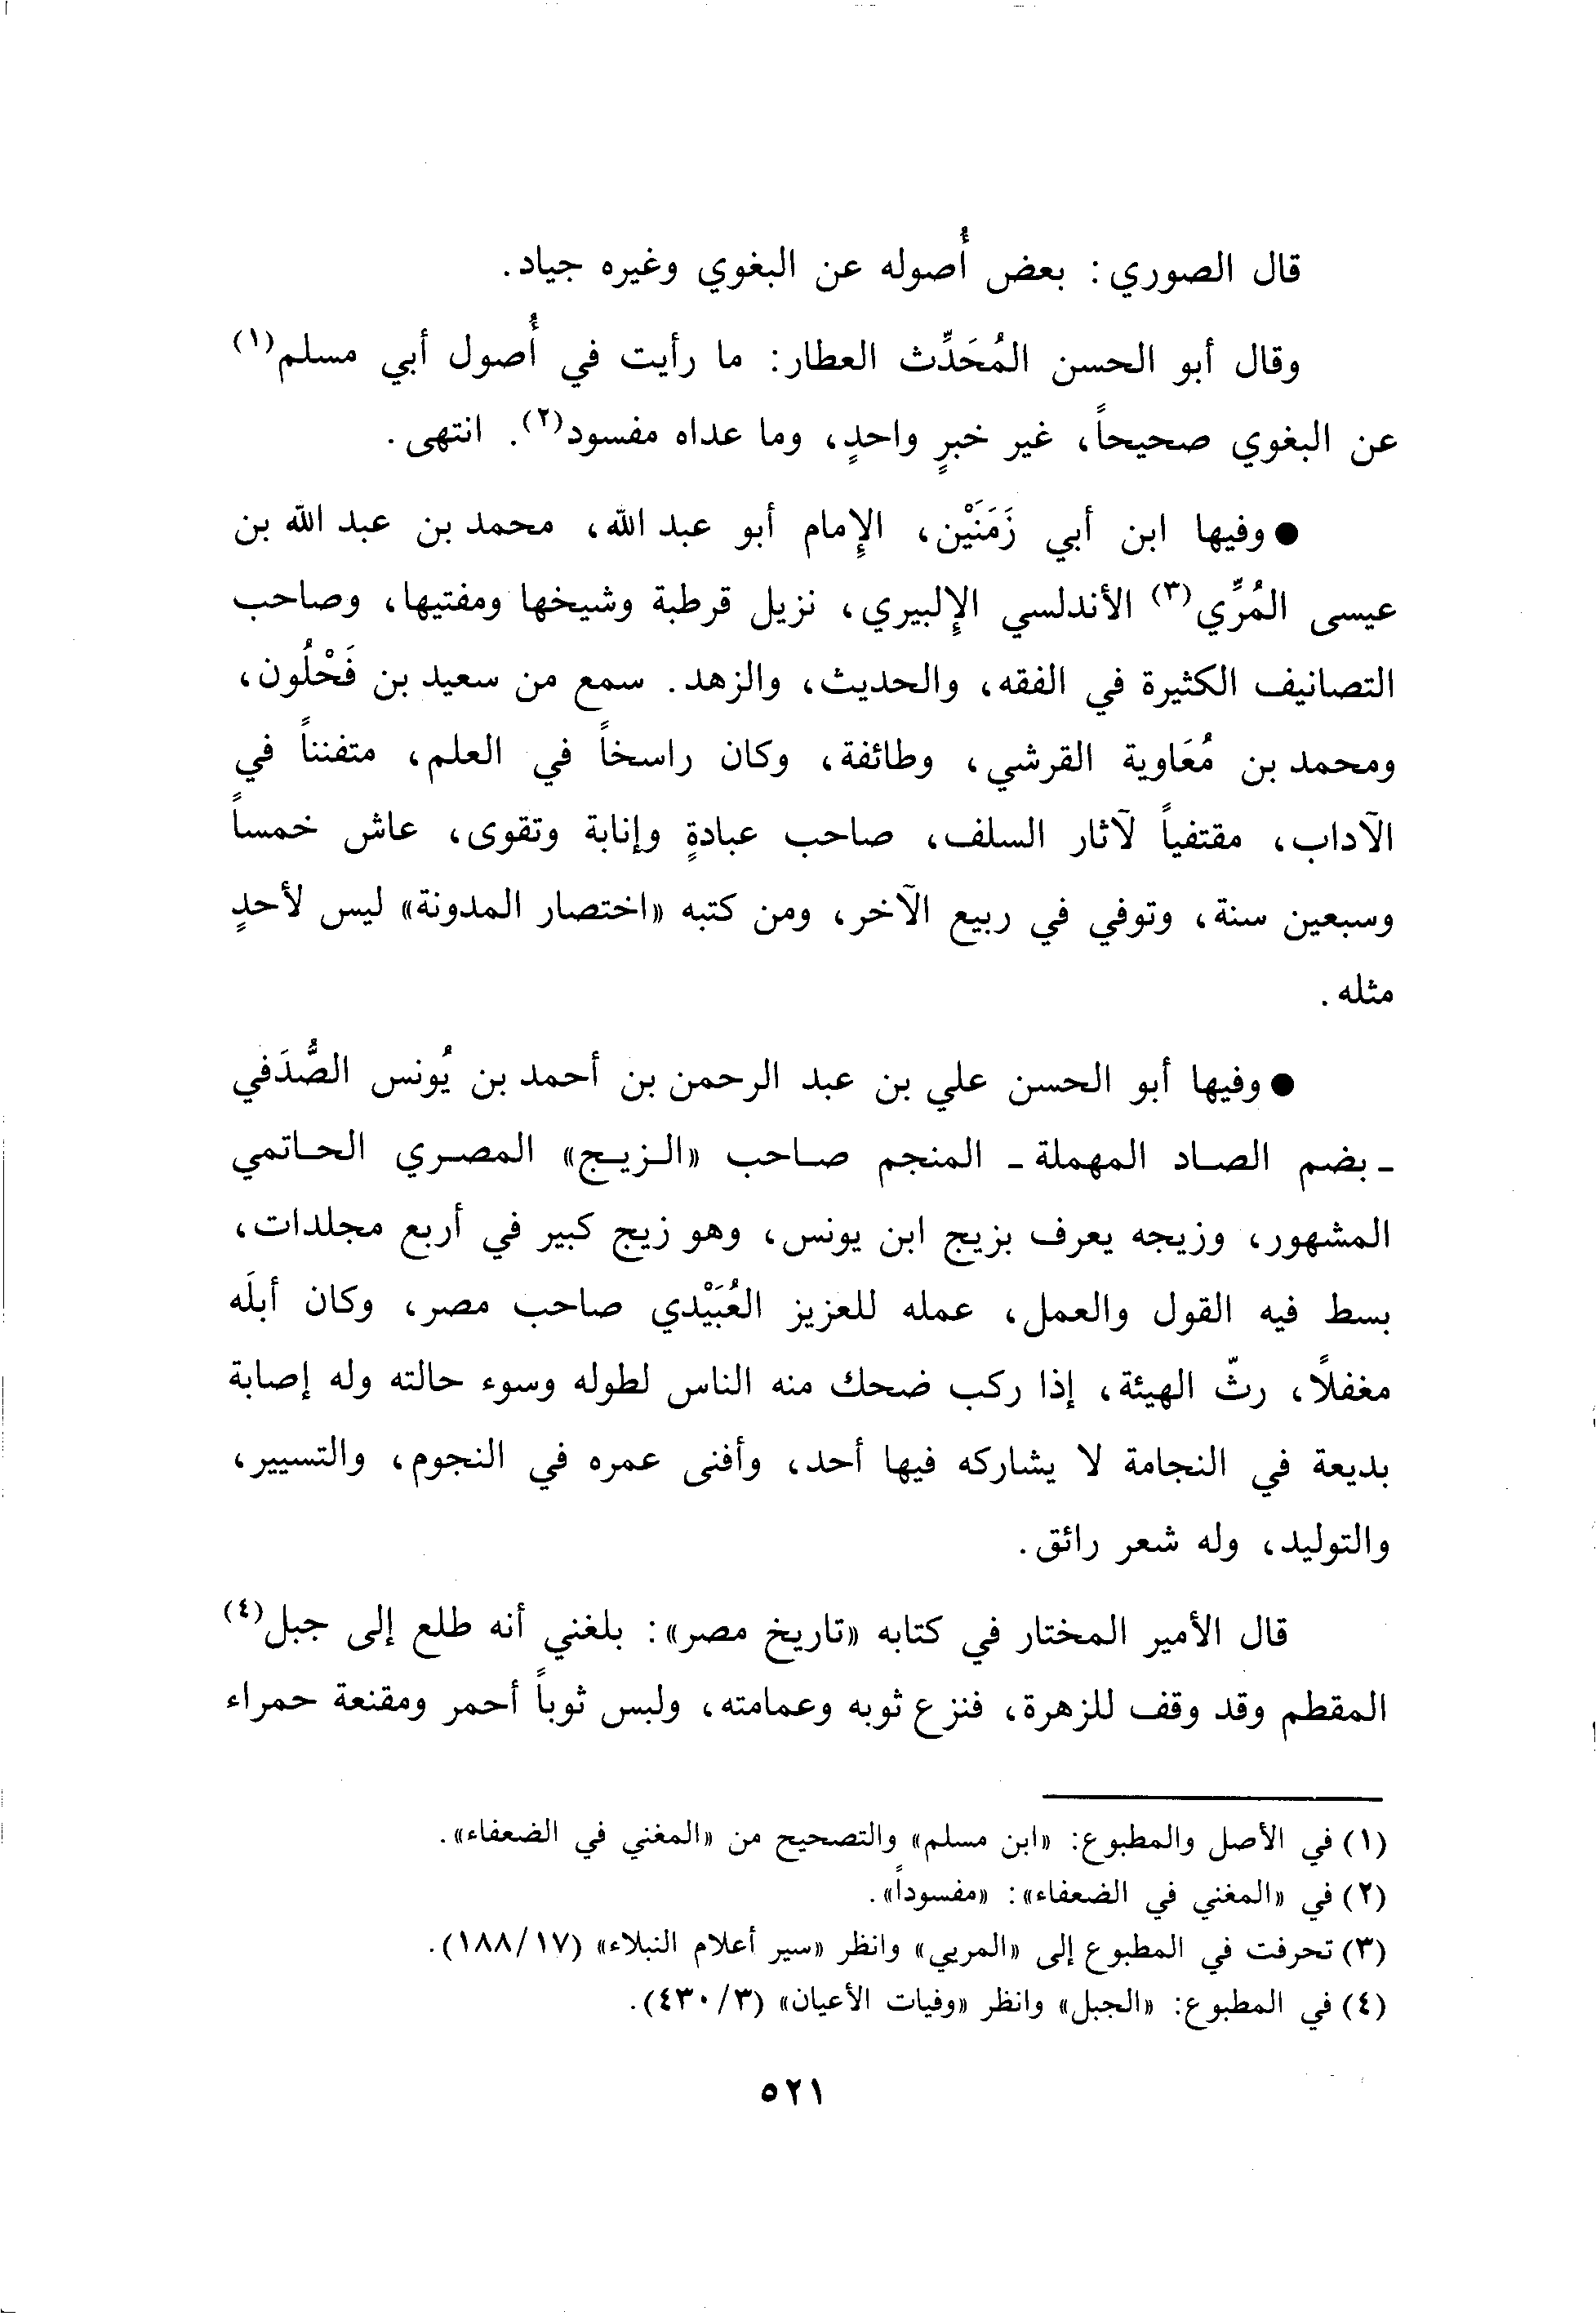 قال الصوري: بعض أُصوله عن البغوي وغيره جياد.
وقال أبو الحسن المُحَدِّث العطار: ما رأيت في أُصول أبي مسلم(١)
عن البغوي صحيحاً، غير خبرٍ واحدٍ، وما عداه مفسود(٢). انتهى.
● وفيها ابن أبي زَمَنَيْن، الإِمام أبو عبد الله، محمد بن عبد الله بن
عيسى المُرِّي(٣) الأندلسي الإِلبيري، نزيل قرطبة وشيخها ومفتيها، وصاحب
التصانيف الكثيرة في الفقه، والحديث، والزهد. سمع من سعيد بن فَحْلُون،
ومحمد بن مُعَاوية القرشي، وطائفة، وكان راسخاً في العلم، متفنناً في
الآداب، مقتفياً لآثار السلف، صاحب عبادةٍ وإنابة وتقوى، عاش خمساً
وسبعين سنة، وتوفي في ربيع الآخر، ومن كتبه «اختصار المدونة» ليس لأحدٍ
مثله.
● وفيها أبو الحسن علي بن عبد الرحمن بن أحمد بن يُونس الصُّدَفي
ـ بضم الصاد المهملة ـ المنجم صاحب «الزيج» المصري الحاتمي
المشهور، وزيجه يعرف بزيج ابن يونس، وهو زيج كبير في أربع مجلدات،
بسط فيه القول والعمل، عمله للعزيز العُبَيْدي صاحب مصر، وكان أبلَه
مغفلاً، رثّ الهيئة، إذا ركب ضحك منه الناس لطوله وسوء حالته وله إصابة
بديعة في النجامة لا يشاركه فيها أحد، وأفنى عمره في النجوم، والتسيير،
والتوليد، وله شعر رائق.
قال الأمير المختار في كتابه «تاريخ مصر»: بلغني أنه طلع إلى جبل(٤)
المقطم وقد وقف للزهرة، فنزع ثوبه وعمامته، ولبس ثوباً أحمر ومقنعة حمراء
(١) في الأصل والمطبوع: «ابن مسلم» والتصحيح من «المغني في الضعفاء».
(٢) في «المغني في الضعفاء»: «مفسوداً».
(٣) تحرفت في المطبوع إلى «المربي» وانظر «سير أعلام النبلاء» (١٧/ ١٨٨).
(٤) في المطبوع: «الجبل» وانظر «وفيات الأعيان» (٣/ ٤٣٠).
٥٢١